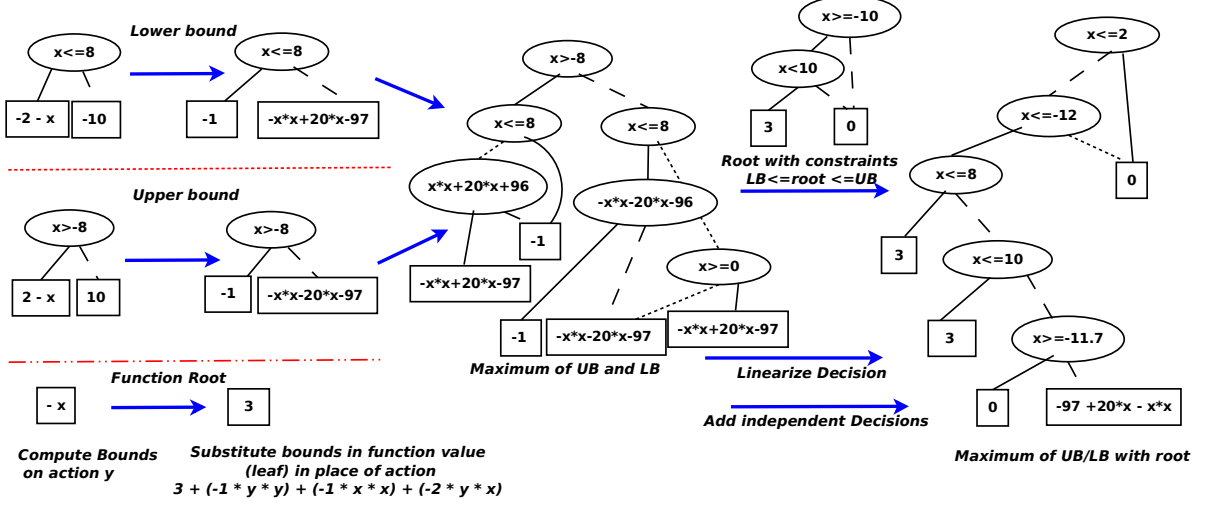 Lower bound
x<=8
-2 - x
-10
x<=8
-1
-x*x+20*x-97
Upper bound
x>-8
2 - x
10
x>-8
-1
-x*x-20*x-97
Function Root
- x
3
Compute Bounds
on action y
Substitute bounds in function value
(leaf) in place of action
3 + (-1 * y * y) + (-1 * x * x) + (-2 * y * x)
x>-8
x<=8
x<=8
x*x+20*x+96
-1
-x*x-20*x-96
-x*x+20*x-97
x>=0
-1
-x*x-20*x-97
-x*x+20*x-97
Maximum of UB and LB
x>=-10
x<10
3
0
Root with constraints
LB<=root <=UB
Linearize Decision
Add independent Decisions
x<=2
x<=-12
x<=8
0
3
x<=10
3
x>=-11.7
0
-97 +20*x - x*x
Maximum of UB/LB with root